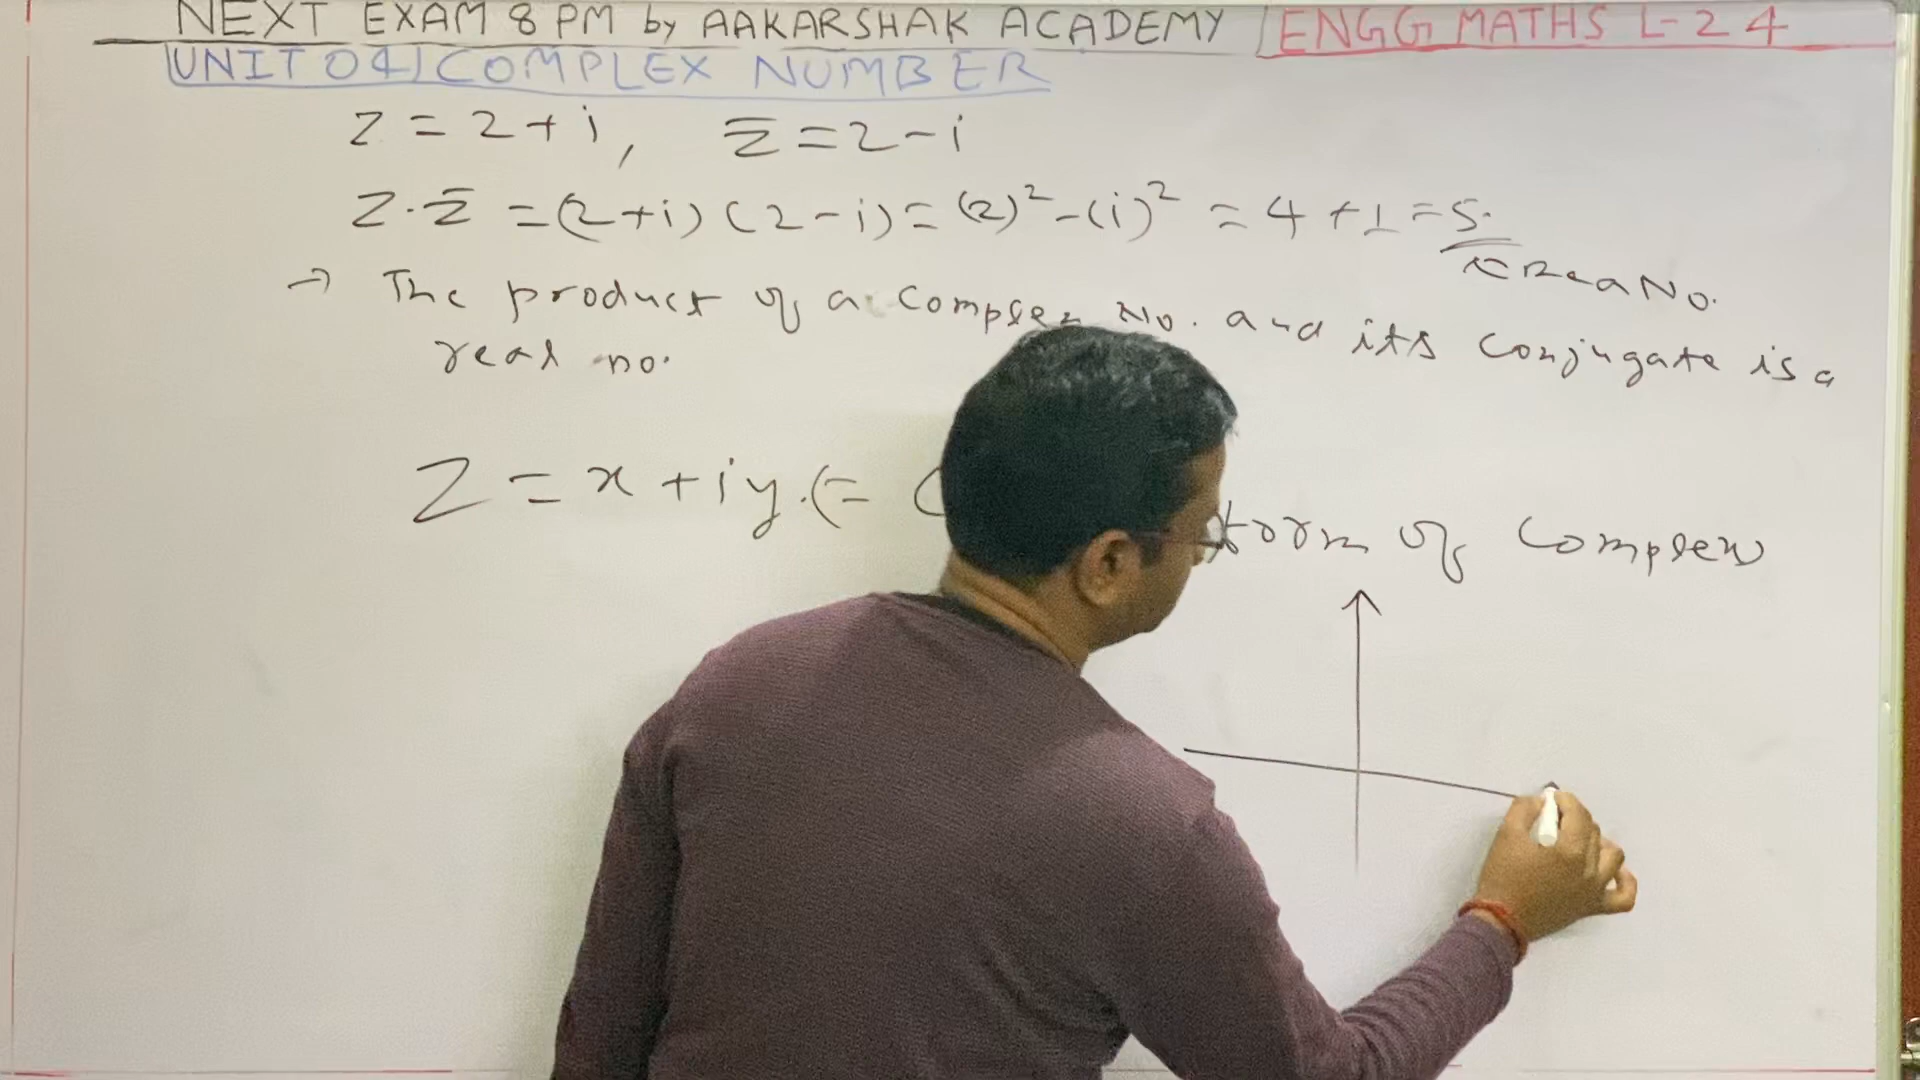 NEXT EXAM 8 PM by AAKARSHAK ACADEMY ENGG MATHS L-24
UNIT 04 COMPLEX NUMBER
z = 2 + i, z̅ = 2 - i
z·z̅ = (2+i)(2-i) = (2)² - (i)² = 4 + 1 = 5.
No.
→ The product of a complex No. and its conjugate is a
real no.
Z = x + iy. (=
form of Complex